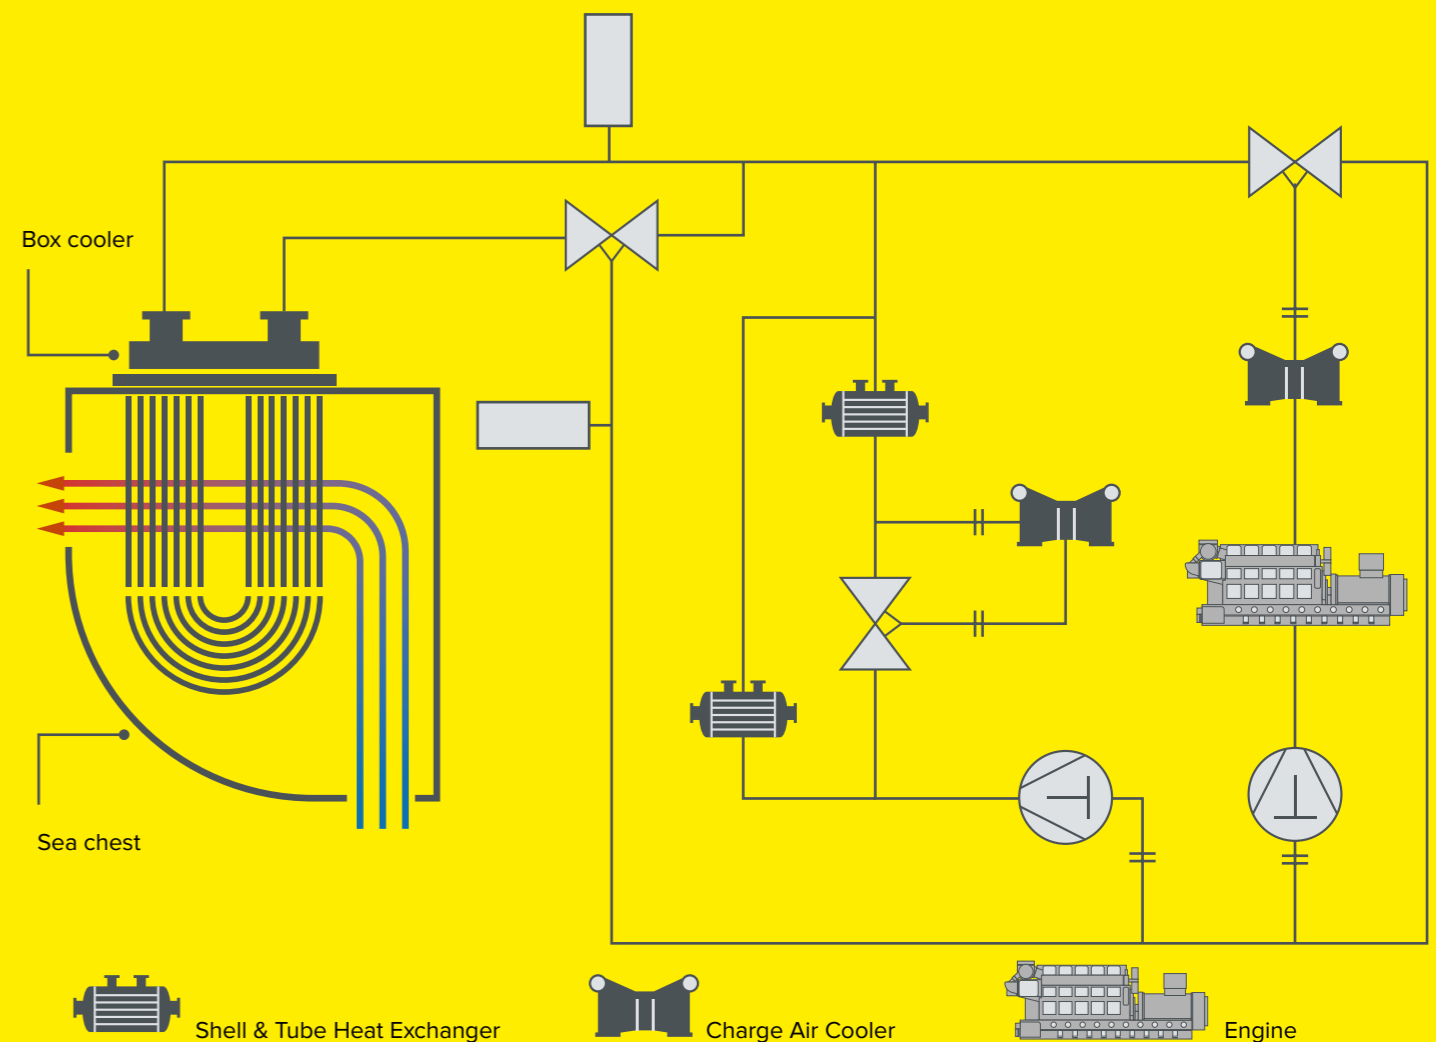 Box cooler
Sea chest
Shell & Tube Heat Exchanger
Charge Air Cooler
Engine